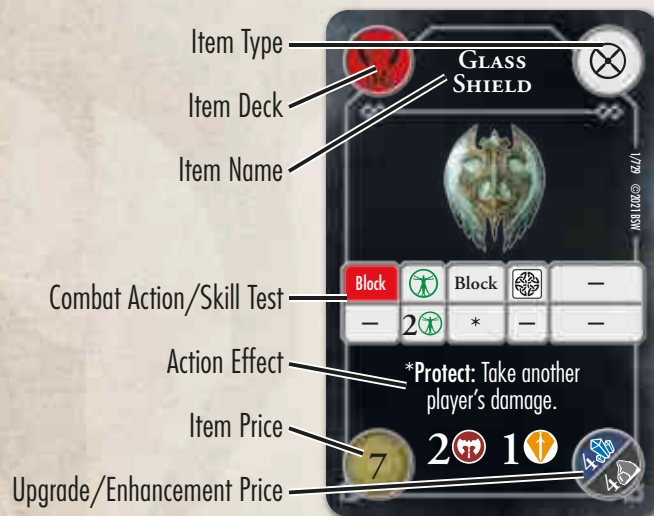 Item Type
Item Deck
Item Name
Combat Action/Skill Test
Action Effect
Item Price
Upgrade/Enhancement Price
Glass
Shield
1/729 ©2021 BSW
Block Block –
– 2 * – –
*Protect: Take another
player's damage.
7 2 1 4
4